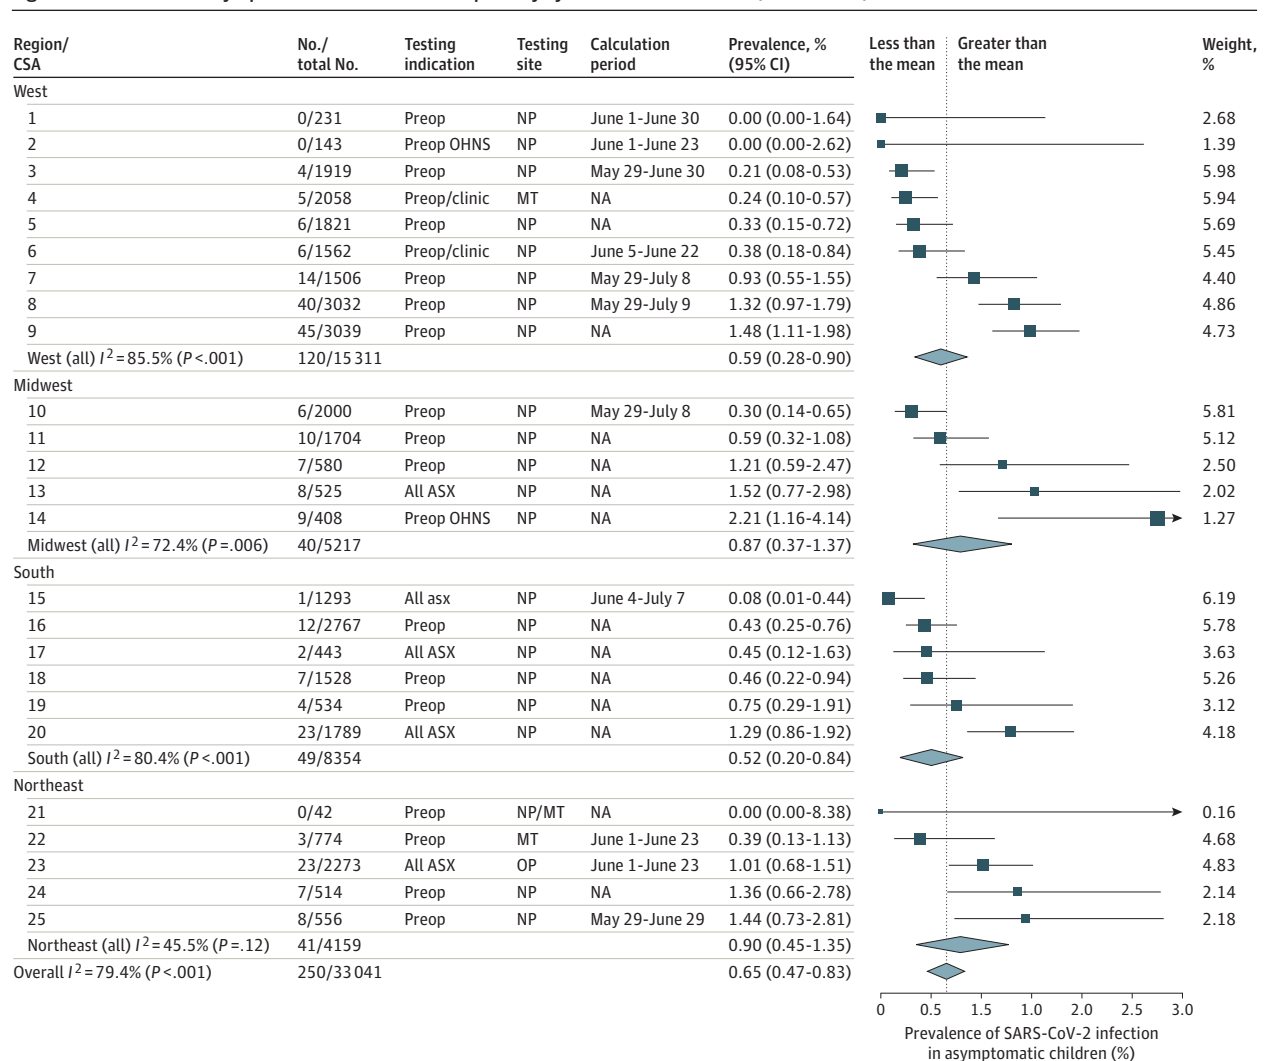 Region/ CSA No./ total No. Testing indication Testing site Calculation period Prevalence, % (95% CI) Less than the mean Greater than the mean Weight, %
West
1 0/231 Preop NP June 1-June 30 0.00 (0.00-1.64) 2.68
2 0/143 Preop OHNS NP June 1-June 23 0.00 (0.00-2.62) 1.39
3 4/1919 Preop NP May 29-June 30 0.21 (0.08-0.53) 5.98
4 5/2058 Preop/clinic MT NA 0.24 (0.10-0.57) 5.94
5 6/1821 Preop NP NA 0.33 (0.15-0.72) 5.69
6 6/1562 Preop/clinic NP June 5-June 22 0.38 (0.18-0.84) 5.45
7 14/1506 Preop NP May 29-July 8 0.93 (0.55-1.55) 4.40
8 40/3032 Preop NP May 29-July 9 1.32 (0.97-1.79) 4.86
9 45/3039 Preop NP NA 1.48 (1.11-1.98) 4.73
West (all) I² = 85.5% (P <.001) 120/15 311 0.59 (0.28-0.90)
Midwest
10 6/2000 Preop NP May 29-July 8 0.30 (0.14-0.65) 5.81
11 10/1704 Preop NP NA 0.59 (0.32-1.08) 5.12
12 7/580 Preop NP NA 1.21 (0.59-2.47) 2.50
13 8/525 All ASX NP NA 1.52 (0.77-2.98) 2.02
14 9/408 Preop OHNS NP NA 2.21 (1.16-4.14) 1.27
Midwest (all) I² = 72.4% (P =.006) 40/5217 0.87 (0.37-1.37)
South
15 1/1293 All asx NP June 4-July 7 0.08 (0.01-0.44) 6.19
16 12/2767 Preop NP NA 0.43 (0.25-0.76) 5.78
17 2/443 All ASX NP NA 0.45 (0.12-1.63) 3.63
18 7/1528 Preop NP NA 0.46 (0.22-0.94) 5.26
19 4/534 Preop NP NA 0.75 (0.29-1.91) 3.12
20 23/1789 All ASX NP NA 1.29 (0.86-1.92) 4.18
South (all) I² = 80.4% (P <.001) 49/8354 0.52 (0.20-0.84)
Northeast
21 0/42 Preop NP/MT NA 0.00 (0.00-8.38) 0.16
22 3/774 Preop MT June 1-June 23 0.39 (0.13-1.13) 4.68
23 23/2273 All ASX OP June 1-June 23 1.01 (0.68-1.51) 4.83
24 7/514 Preop NP NA 1.36 (0.66-2.78) 2.14
25 8/556 Preop NP May 29-June 29 1.44 (0.73-2.81) 2.18
Northeast (all) I² = 45.5% (P =.12) 41/4159 0.90 (0.45-1.35)
Overall I² = 79.4% (P <.001) 250/33 041 0.65 (0.47-0.83)
0 0.5 1.5 1.0 2.0 2.5 3.0
Prevalence of SARS-CoV-2 infection
in asymptomatic children (%)